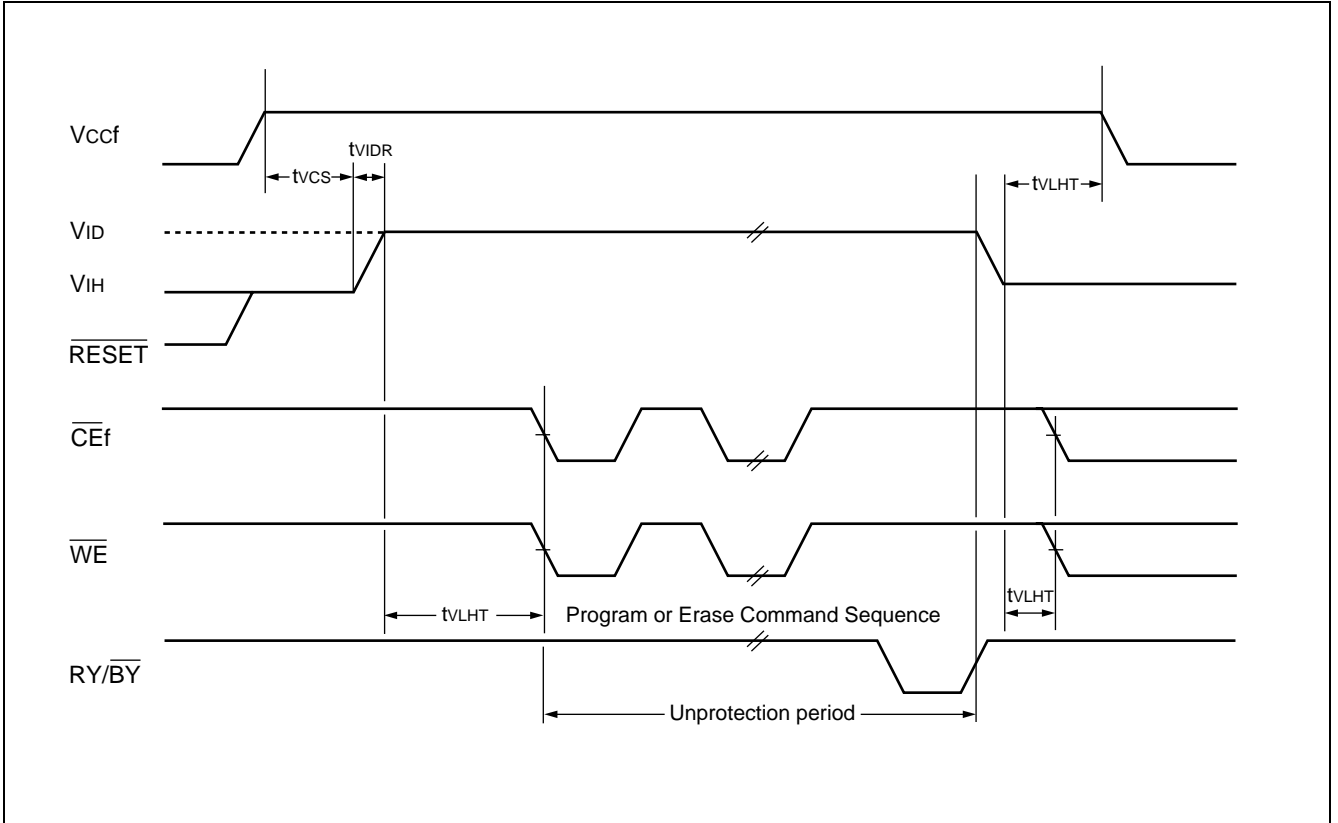 VCCf
tVIDR
tVCS
tVLHT
VID
VIH
RESET
CEf
WE
tVLHT
tVLHT Program or Erase Command Sequence
RY/BY
Unprotection period